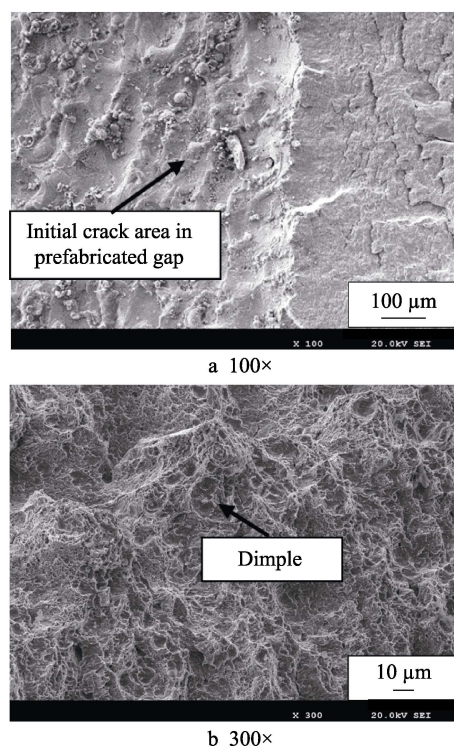 Initial crack area in
prefabricated gap
100 µm
X 100 20.0kV SEI
a 100×
Dimple
10 µm
X 300 20.0kV SEI
b 300×